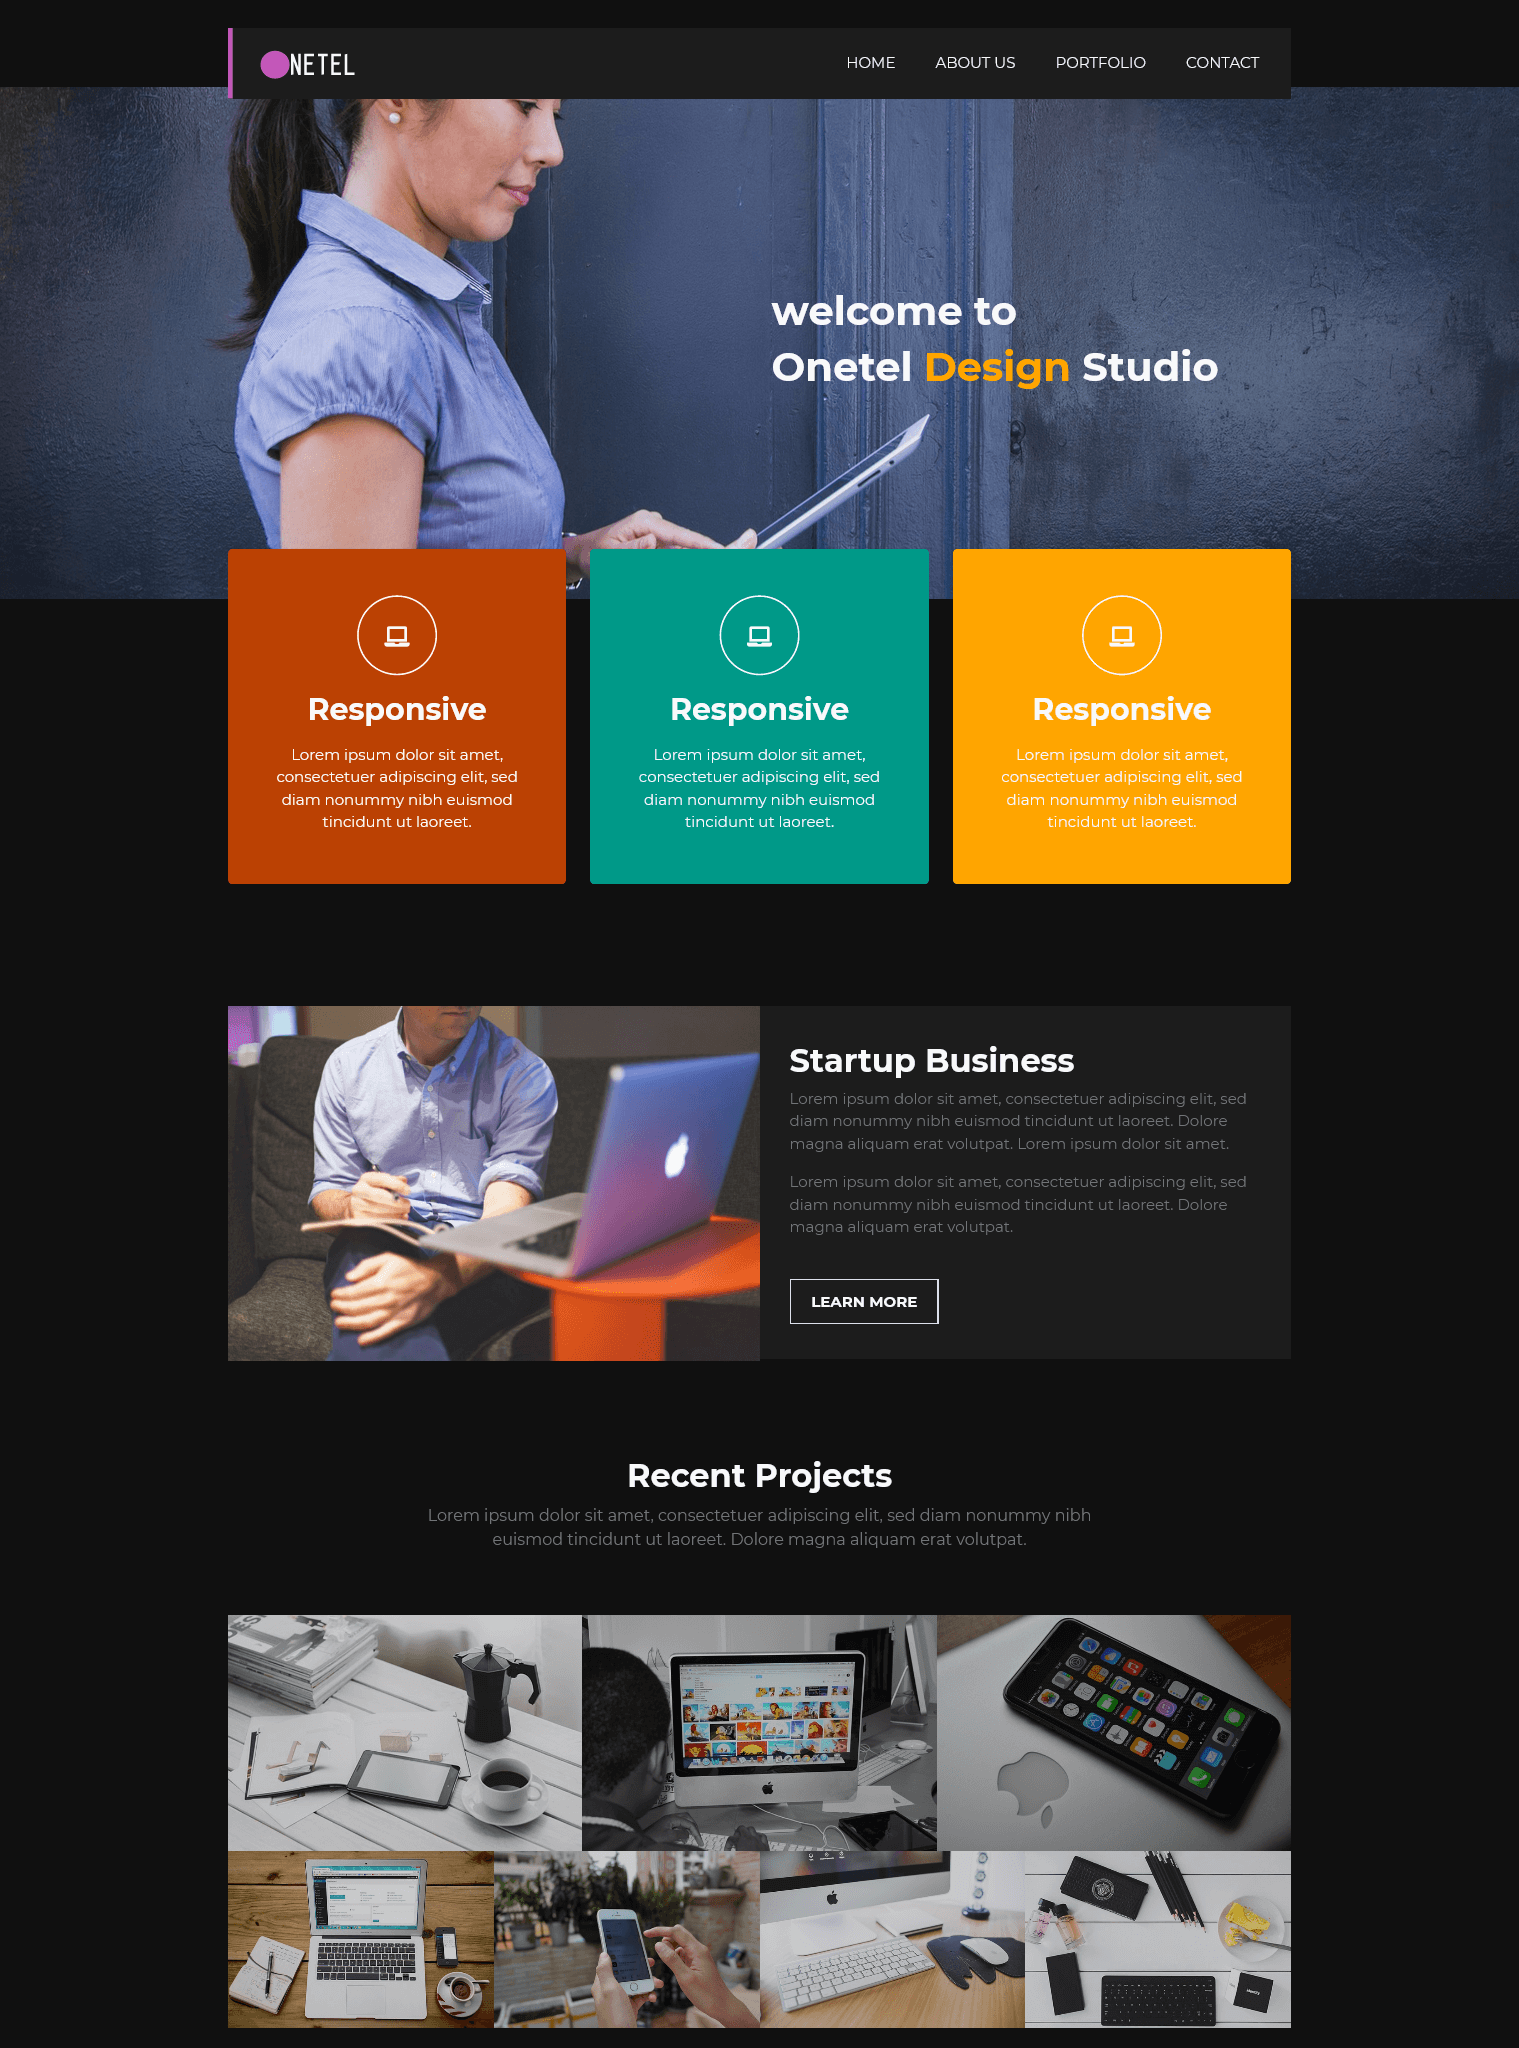 NETEL
HOME ABOUT US PORTFOLIO CONTACT
welcome to
Onetel Design Studio
Responsive
Lorem ipsum dolor sit amet,
consectetuer adipiscing elit, sed
diam nonummy nibh euismod
tincidunt ut laoreet.
Responsive
Lorem ipsum dolor sit amet,
consectetuer adipiscing elit, sed
diam nonummy nibh euismod
tincidunt ut laoreet.
Responsive
Lorem ipsum dolor sit amet,
consectetuer adipiscing elit, sed
diam nonummy nibh euismod
tincidunt ut laoreet.
Startup Business
Lorem ipsum dolor sit amet, consectetuer adipiscing elit, sed
diam nonummy nibh euismod tincidunt ut laoreet. Dolore
magna aliquam erat volutpat. Lorem ipsum dolor sit amet.
Lorem ipsum dolor sit amet, consectetuer adipiscing elit, sed
diam nonummy nibh euismod tincidunt ut laoreet. Dolore
magna aliquam erat volutpat.
LEARN MORE
Recent Projects
Lorem ipsum dolor sit amet, consectetuer adipiscing elit, sed diam nonummy nibh
euismod tincidunt ut laoreet. Dolore magna aliquam erat volutpat.